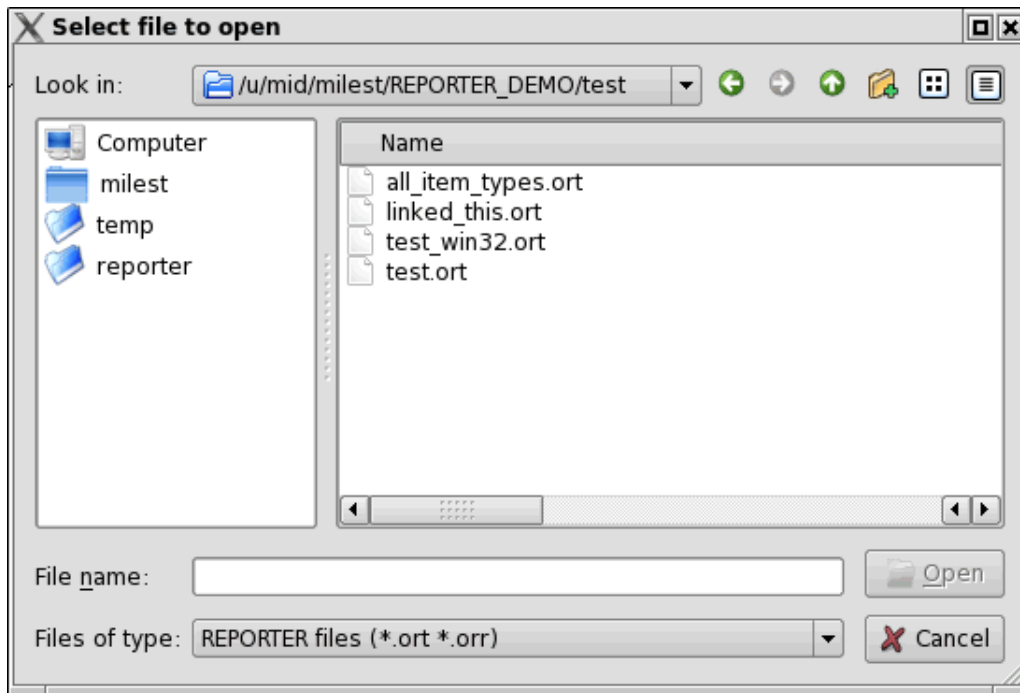 Select file to open
Look in: /u/mid/milest/REPORTER_DEMO/test
Computer
milest
temp
reporter
Name
all_item_types.ort
linked_this.ort
test_win32.ort
test.ort
File name: Open
Files of type: REPORTER files (*.ort *.orr) Cancel